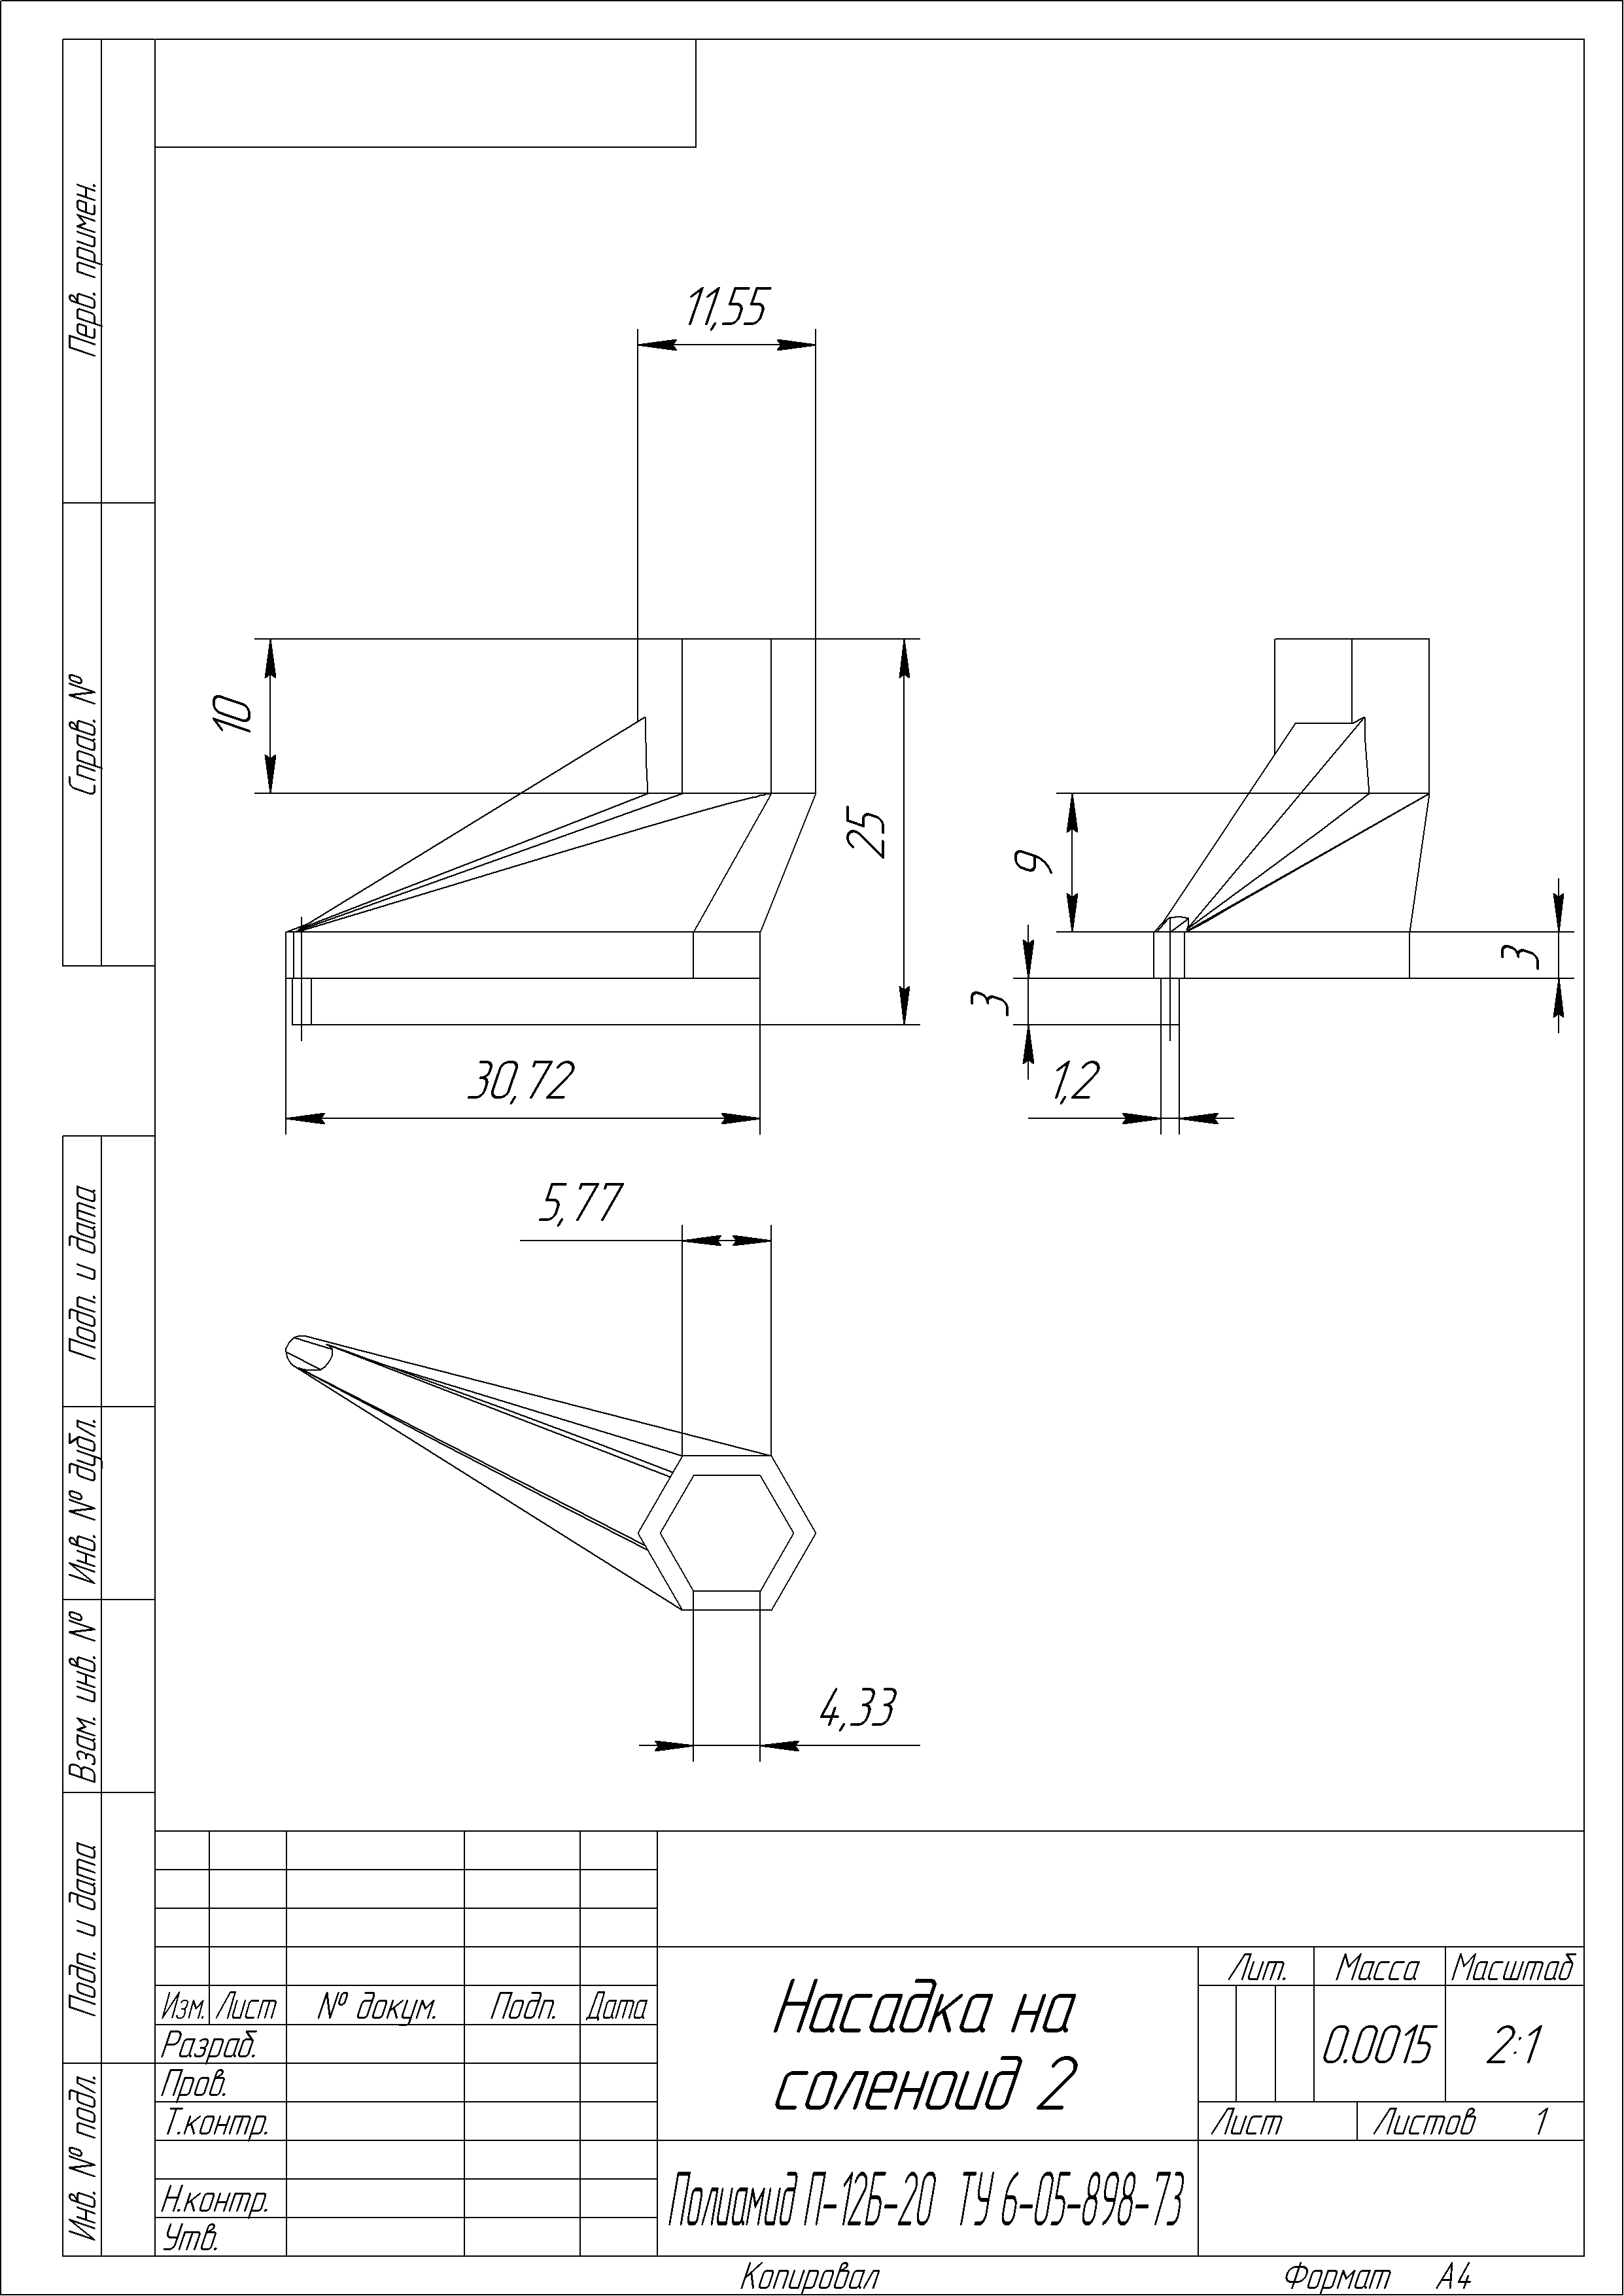 Перв. примен.
Справ. №
Подп. и дата
Инв. № дубл.
Взам. инв. №
Подп. и дата
Инв. № подл.
11,55
10
25
9
3
3
30,72
1,2
5,77
4,33
Изм. Лист № докум. Подп. Дата
Разраб.
Пров.
Т.контр.
Н.контр.
Утв.
Насадка на
соленоид 2
Полиамид П-12Б-20 ТУ 6-05-898-73
Лит. Масса Масштаб
0.0015 2:1
Лист Листов 1
Копировал Формат А4